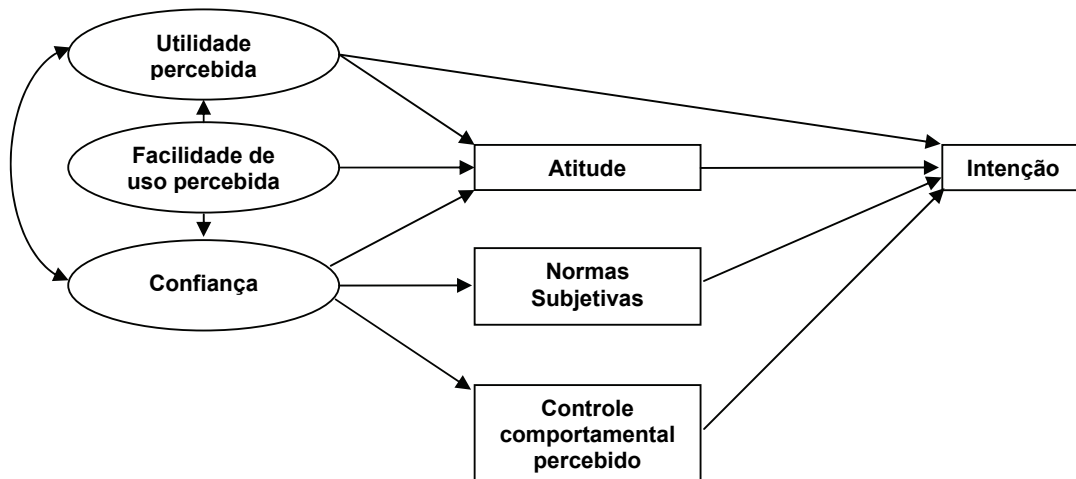 Utilidade
percebida
Facilidade de
uso percebida
Atitude
Intenção
Confiança
Normas
Subjetivas
Controle
comportamental
percebido